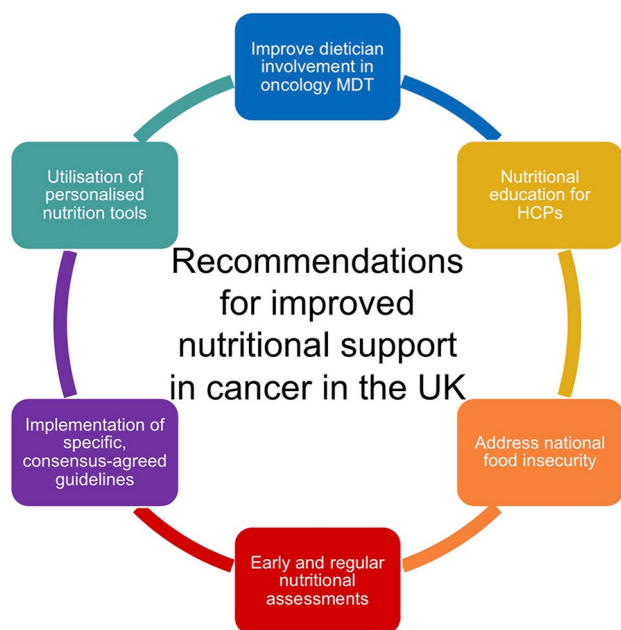 Improve dietician
involvement in
oncology MDT
Nutritional
education for
HCPs
Address national
food insecurity
Early and regular
nutritional
assessments
Implementation of
specific,
consensus-agreed
guidelines
Utilisation of
personalised
nutrition tools
Recommendations
for improved
nutritional support
in cancer in the UK